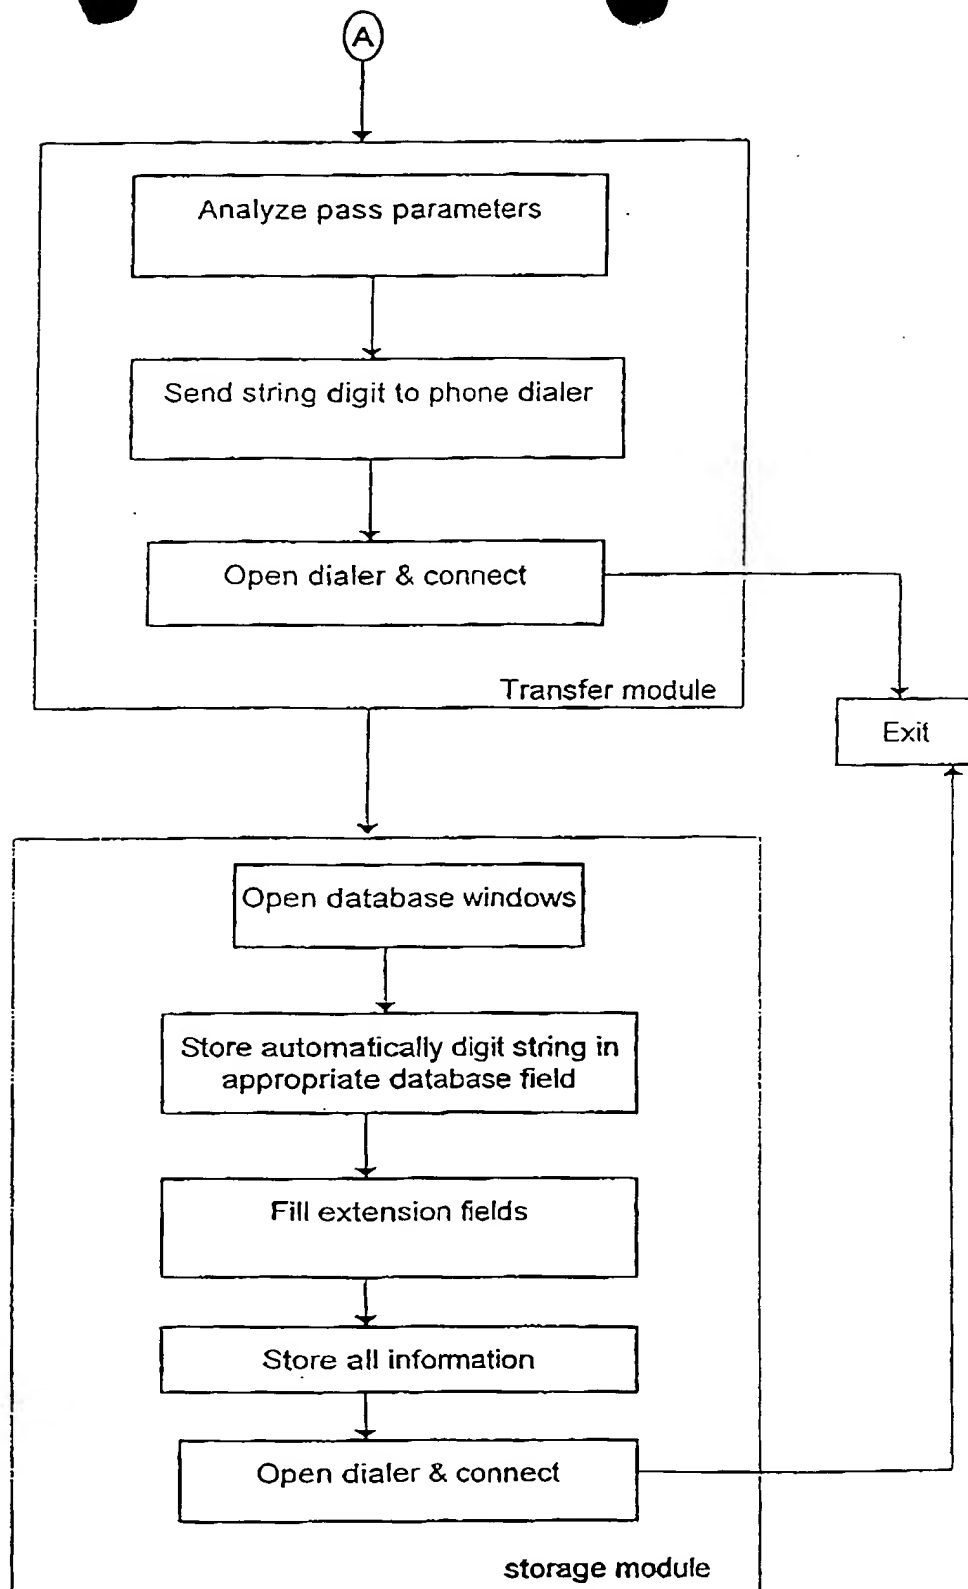 A
Analyze pass parameters
Send string digit to phone dialer
Open dialer & connect
Transfer module
Exit
Open database windows
Store automatically digit string in
appropriate database field
Fill extension fields
Store all information
Open dialer & connect
storage module